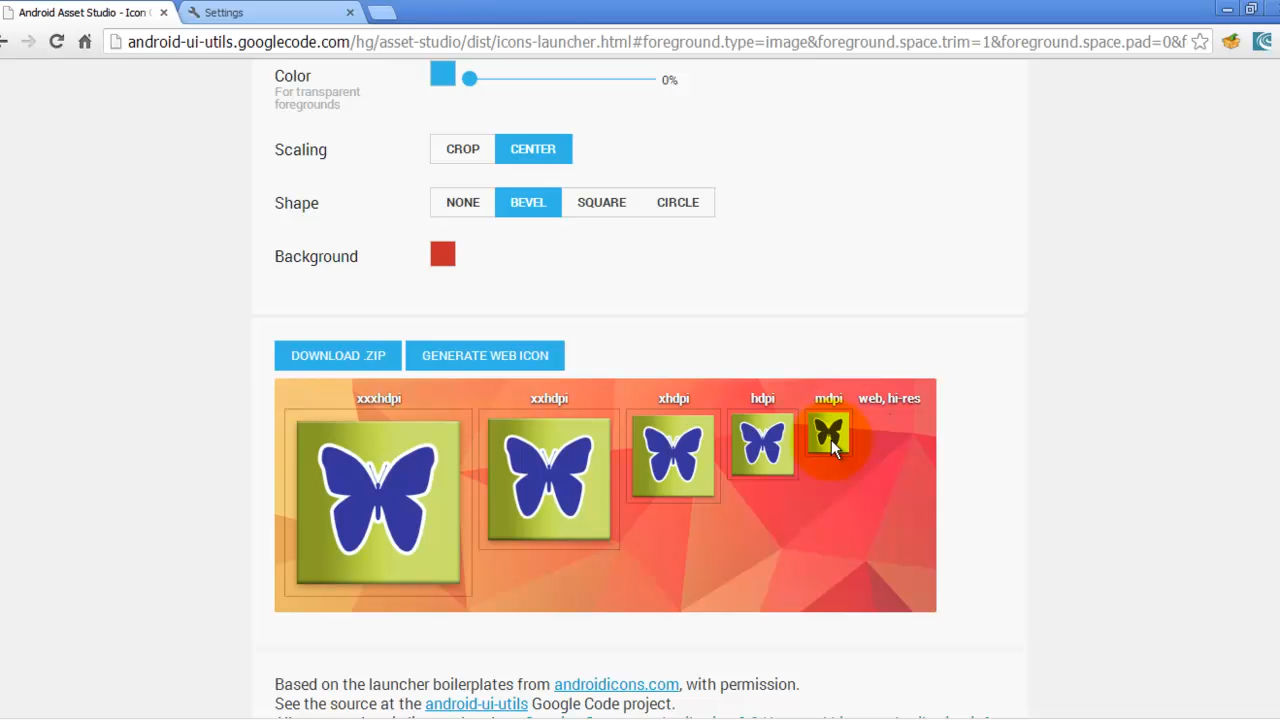 Android Asset Studio - Icon
Settings
android-ui-utils.googlecode.com/hg/asset-studio/dist/icons-launcher.html#foreground.type=image&foreground.space.trim=1&foreground.space.pad=0&f
Color
0%
For transparent
foregrounds
Scaling
CROP
CENTER
Shape
NONE
BEVEL
SQUARE
CIRCLE
Background
DOWNLOAD .ZIP
GENERATE WEB ICON
xxxhdpi
xxhdpi
xhdpi
hdpi
mdpi
web, hi-res
Based on the launcher boilerplates from androidicons.com, with permission.
See the source at the android-ui-utils Google Code project.